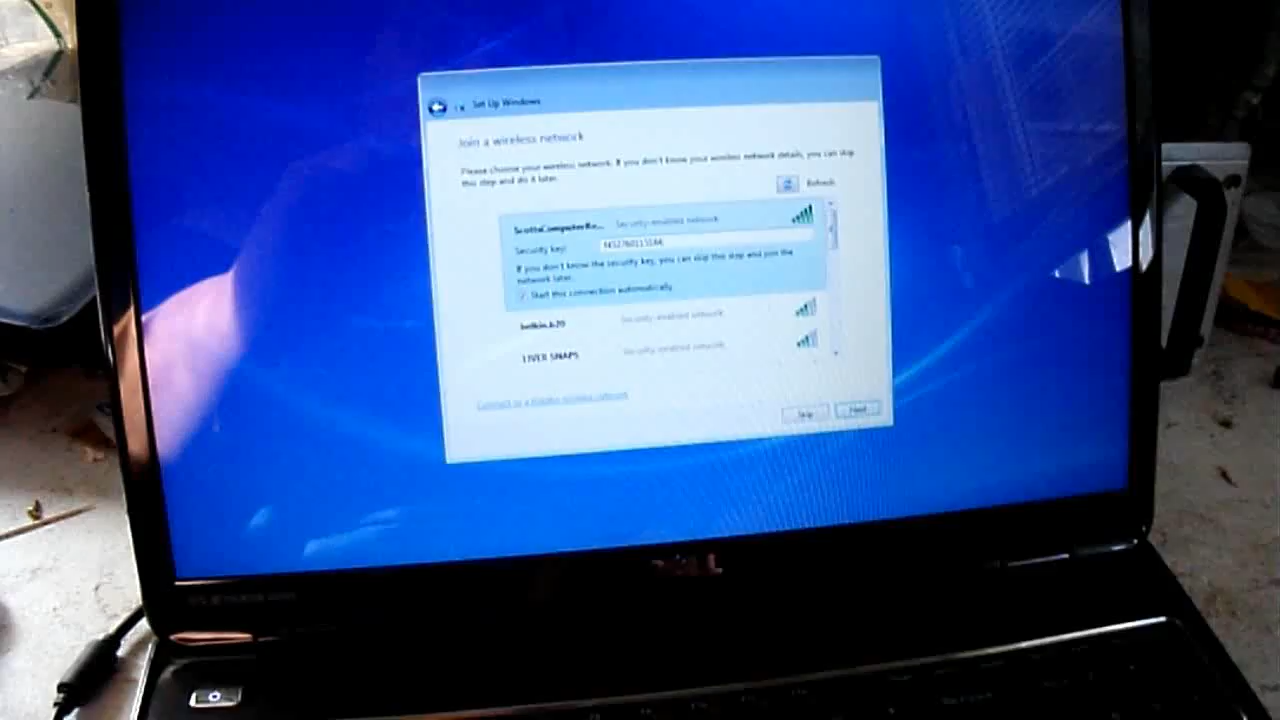 Set Up Windows
Join a wireless network
Please choose your wireless network. If you don't know your wireless network details, you can skip
this step and do it later.
Refresh
ScottsComputerRe... Security-enabled network
Security key:
If you don't know the security key, you can skip this step and join the
network later.
Start this connection automatically
belkin.b20 Security-enabled network
LIVER SNAPS Security-enabled network
Connect to a hidden wireless network
Skip Next
DELL